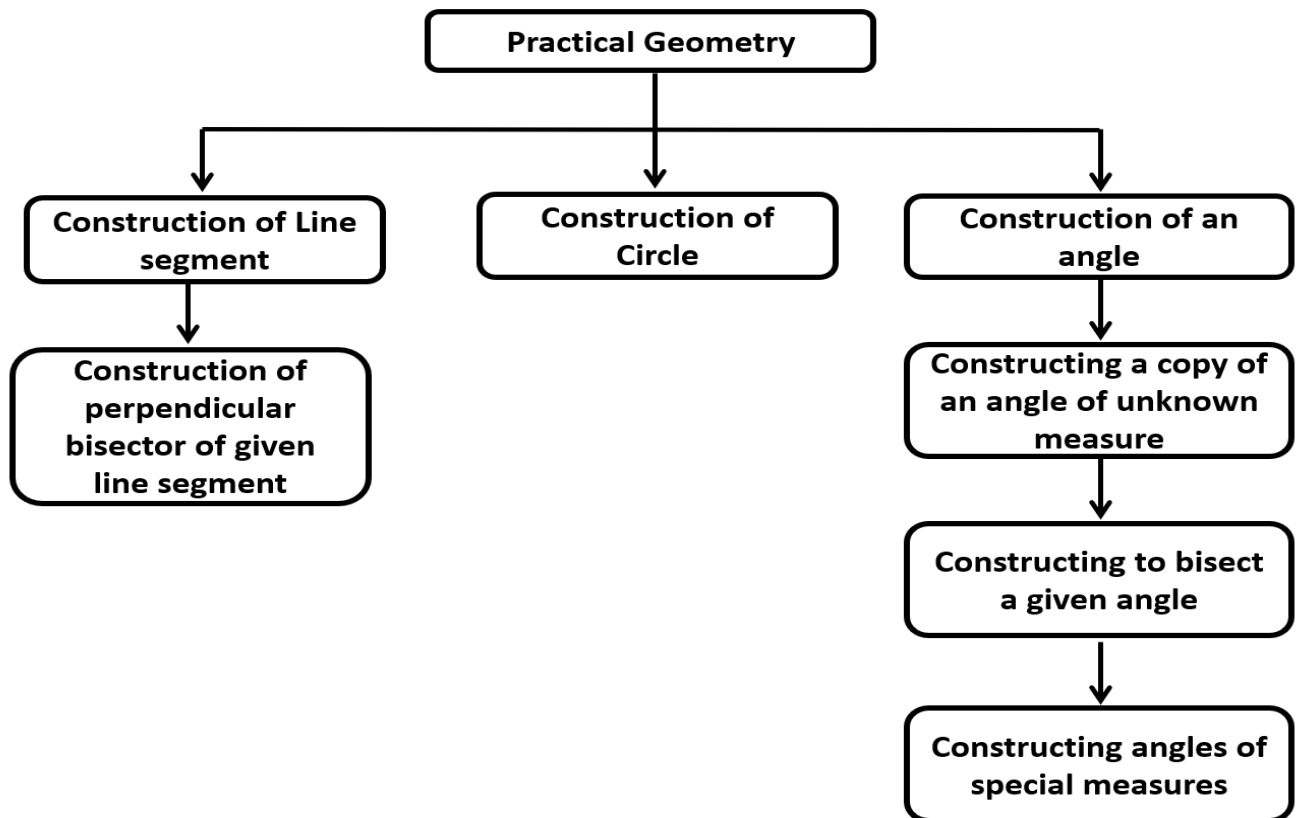 Practical Geometry
Construction of Line
segment
Construction of
Circle
Construction of an
angle
Construction of
perpendicular
bisector of given
line segment
Constructing a copy of
an angle of unknown
measure
Constructing to bisect
a given angle
Constructing angles of
special measures